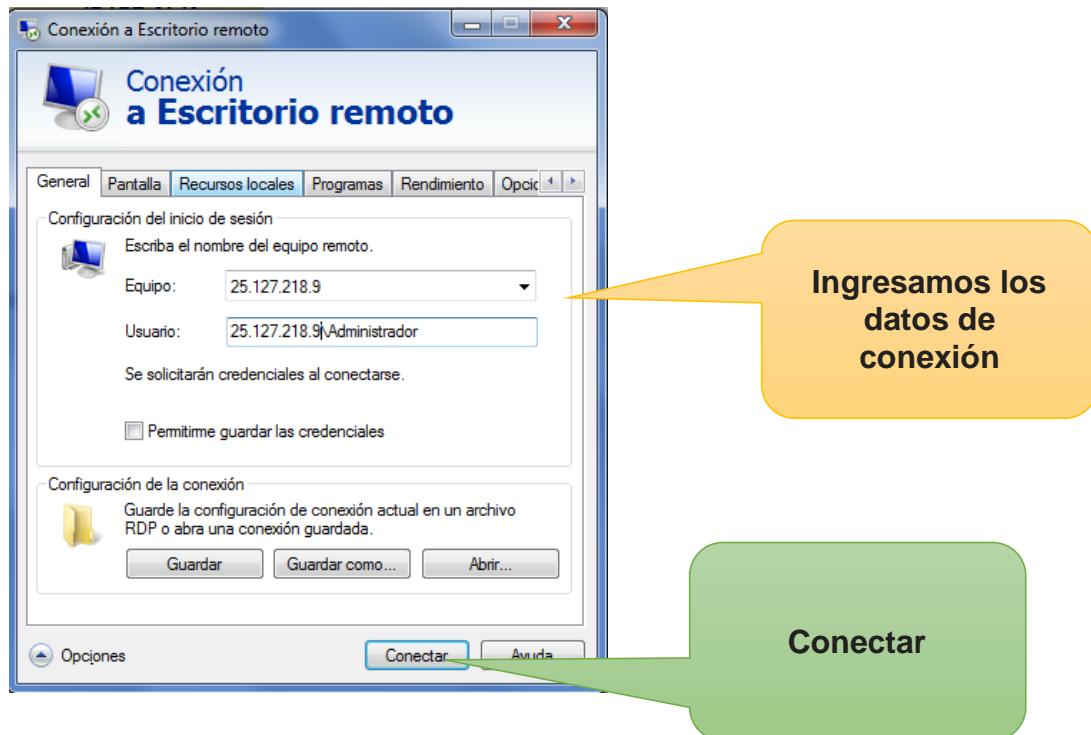 Conexión a Escritorio remoto
Conexión
a Escritorio remoto
General Pantalla Recursos locales Programas Rendimiento Opcic
Configuración del inicio de sesión
Escriba el nombre del equipo remoto.
Equipo: 25.127.218.9
Usuario: 25.127.218.9\Administrador
Se solicitarán credenciales al conectarse.
Permitirme guardar las credenciales
Configuración de la conexión
Guarde la configuración de conexión actual en un archivo
RDP o abra una conexión guardada.
Guardar Guardar como... Abrir...
Opciones Conectar Ayuda
Ingresamos los
datos de
conexión
Conectar